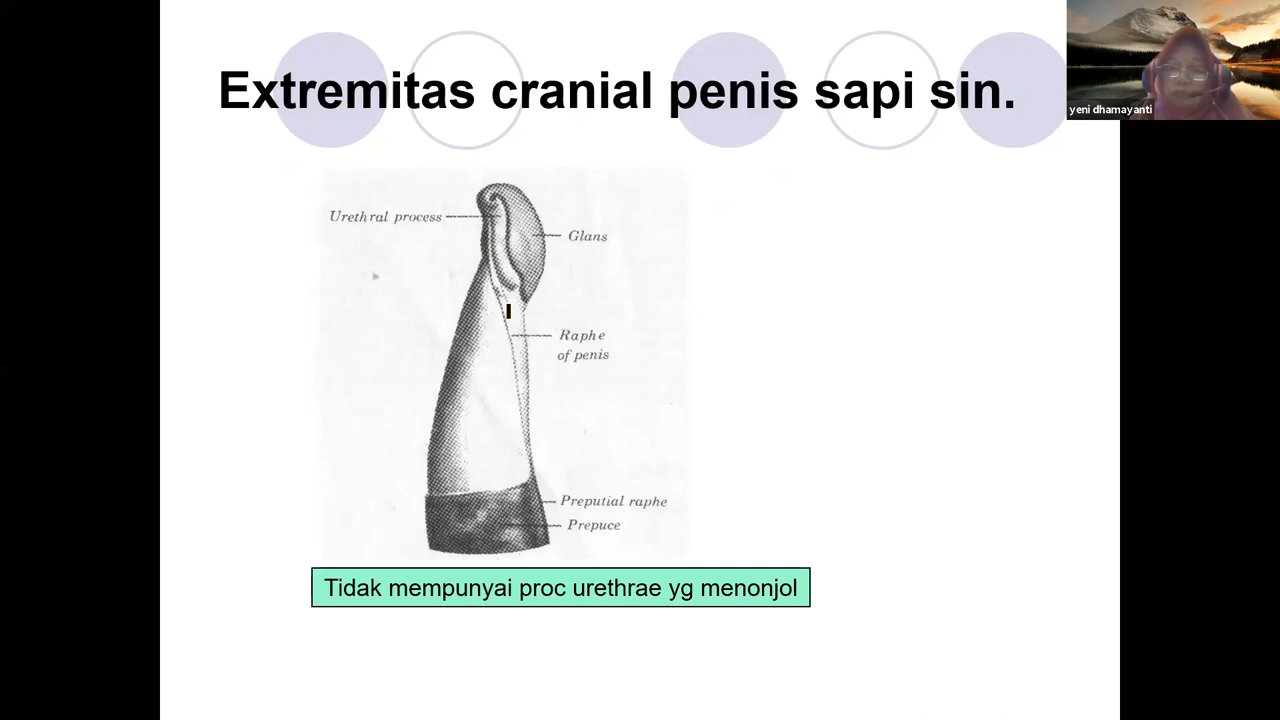 Extremitas cranial penis sapi sin.
yeni dhamayanti
Urethral process
Glans
Raphe
of penis
Preputial raphe
Prepuce
Tidak mempunyai proc urethrae yg menonjol